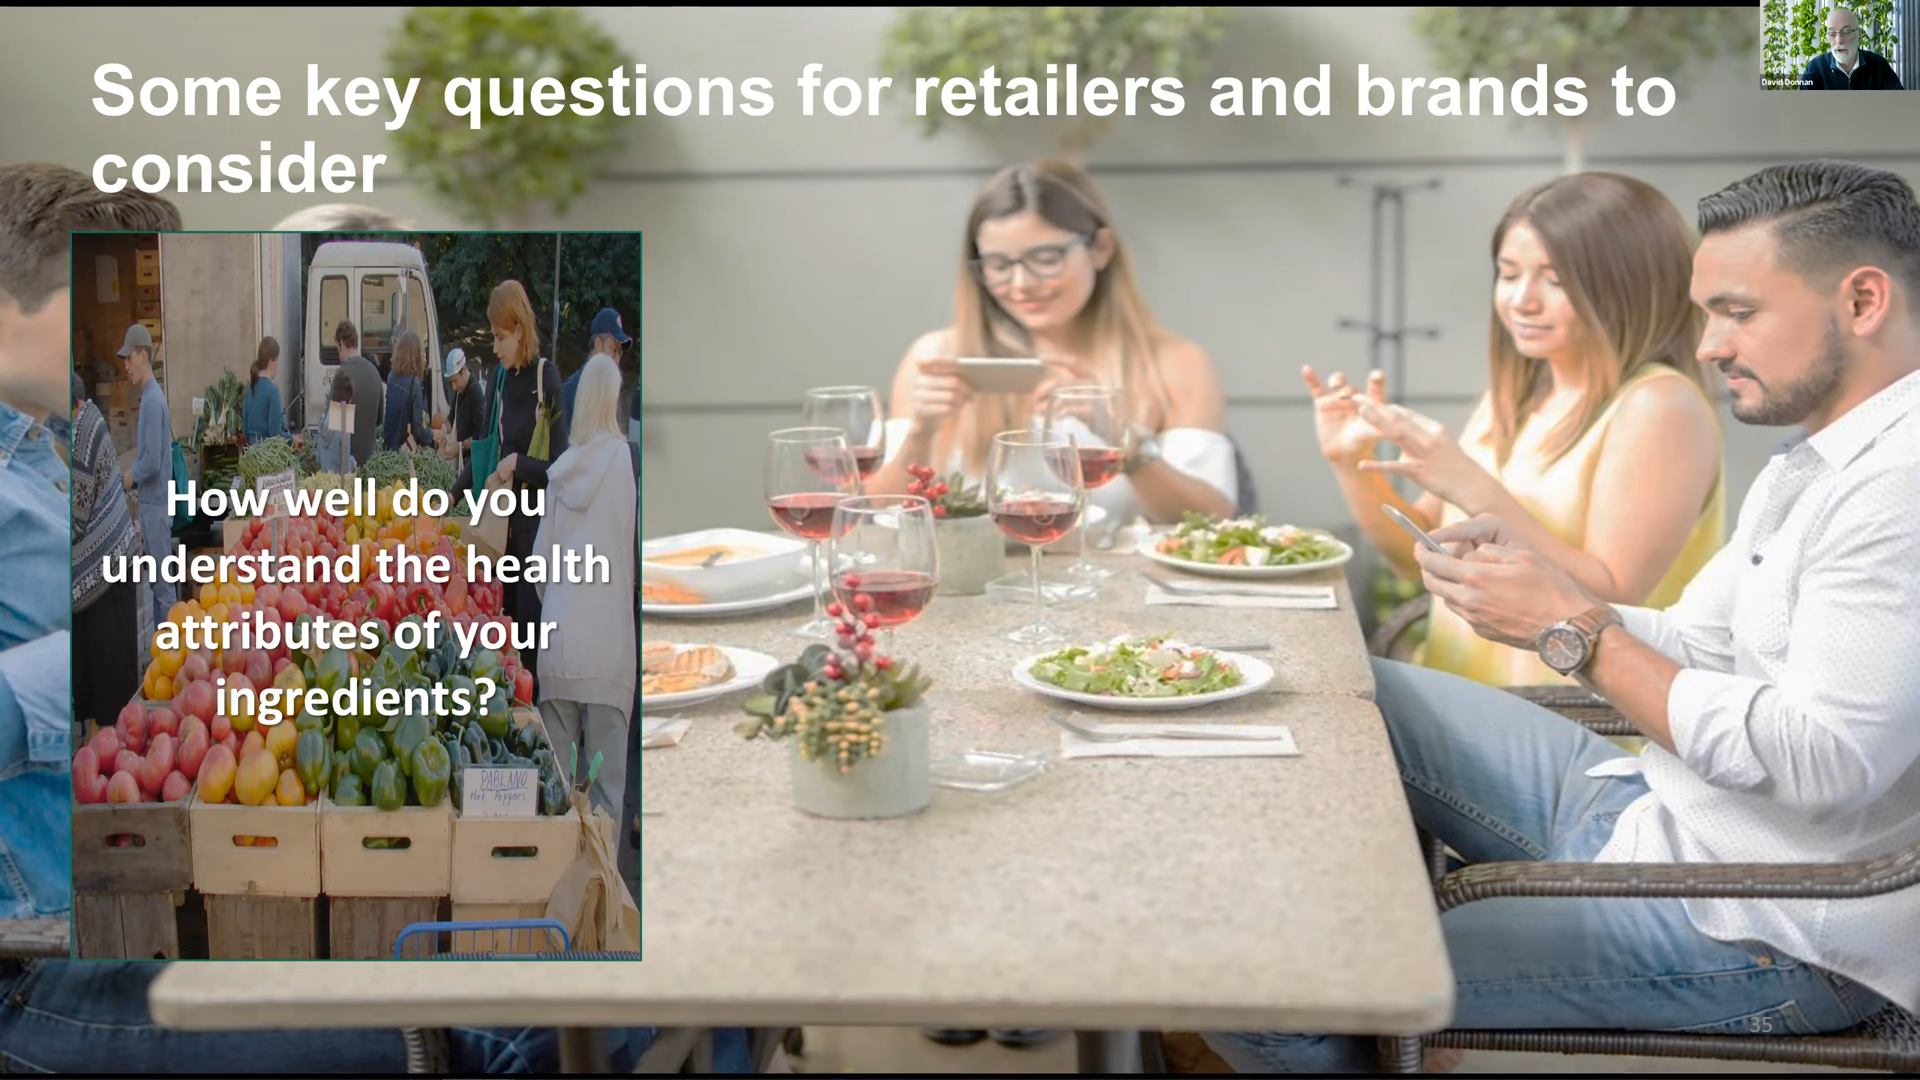 Some key questions for retailers and brands to
consider
David Donnan
How well do you
understand the health
attributes of your
ingredients?
PABLANO
Hot Peppers
35